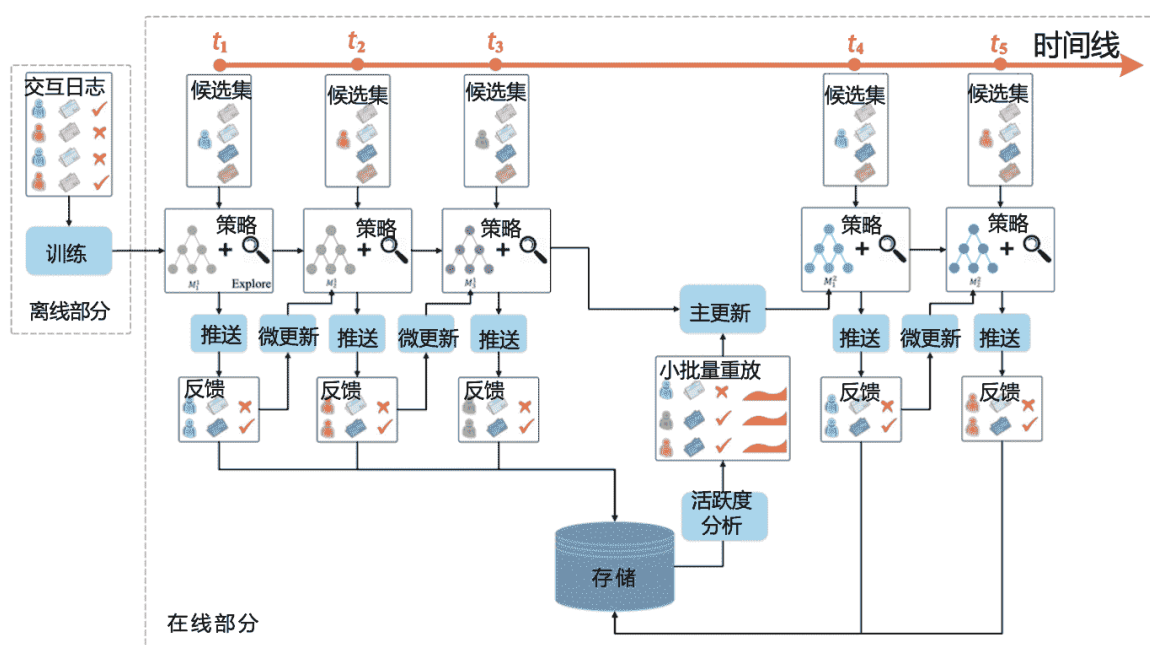 t₁ t₂ t₃ t₄ t₅ 时间线
交互日志
候选集 候选集 候选集 候选集 候选集
策略 策略 策略 策略 策略
训练
Explore
离线部分
推送 微更新 推送 微更新 推送
主更新
推送 微更新 推送
小批量重放
反馈 反馈 反馈 反馈 反馈
活跃度
分析
存储
在线部分